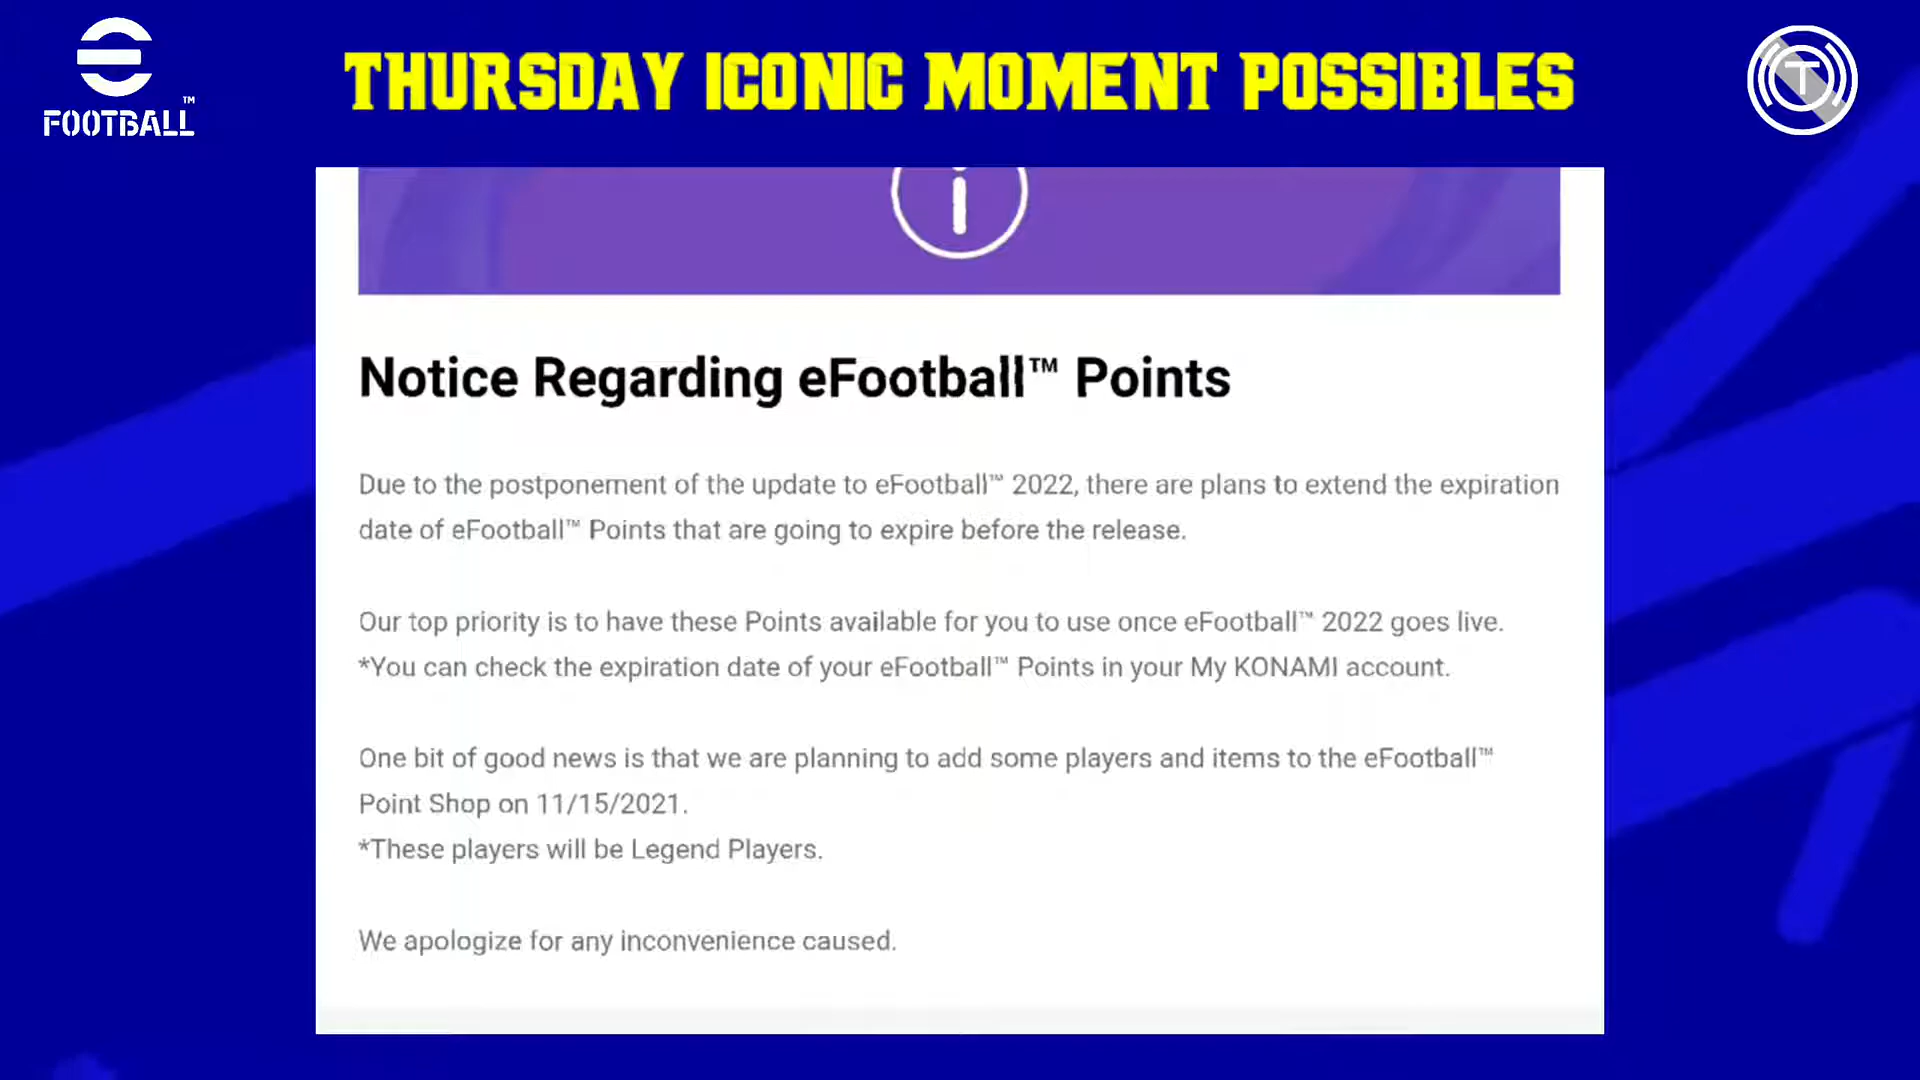 FOOTBALL™
THURSDAY ICONIC MOMENT POSSIBLES
T
i
Notice Regarding eFootball™ Points
Due to the postponement of the update to eFootball™ 2022, there are plans to extend the expiration
date of eFootball™ Points that are going to expire before the release.
Our top priority is to have these Points available for you to use once eFootball™ 2022 goes live.
*You can check the expiration date of your eFootball™ Points in your My KONAMI account.
One bit of good news is that we are planning to add some players and items to the eFootball™
Point Shop on 11/15/2021.
*These players will be Legend Players.
We apologize for any inconvenience caused.